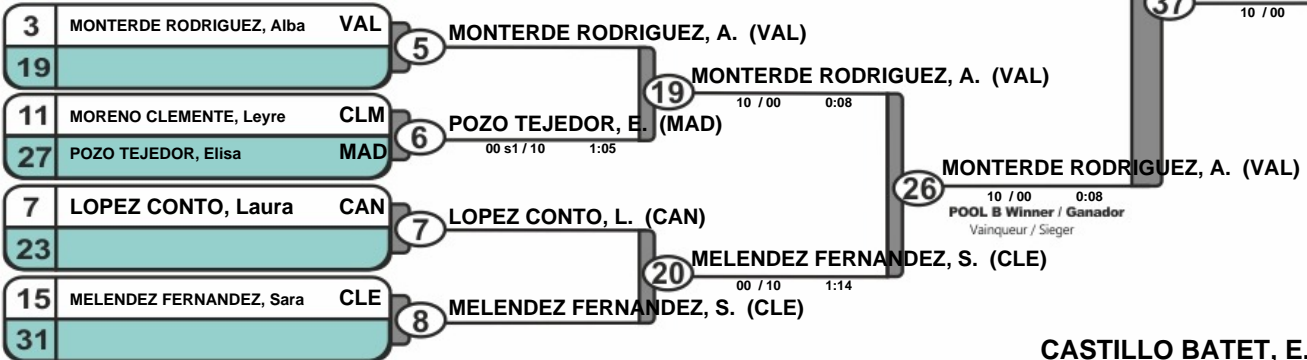 37
10 / 00
3 MONTERDE RODRIGUEZ, Alba VAL
19
5 MONTERDE RODRIGUEZ, A. (VAL)
19 MONTERDE RODRIGUEZ, A. (VAL)
10 / 00 0:08
11 MORENO CLEMENTE, Leyre CLM
27 POZO TEJEDOR, Elisa MAD
6 POZO TEJEDOR, E. (MAD)
00 s1 / 10 1:05
26 MONTERDE RODRIGUEZ, A. (VAL)
10 / 00 0:08
POOL B Winner / Ganador
Vainqueur / Sieger
7 LOPEZ CONTO, Laura CAN
23
7 LOPEZ CONTO, L. (CAN)
20 MELENDEZ FERNANDEZ, S. (CLE)
00 / 10 1:14
15 MELENDEZ FERNANDEZ, Sara CLE
31
8 MELENDEZ FERNANDEZ, S. (CLE)
CASTILLO BATET, E.